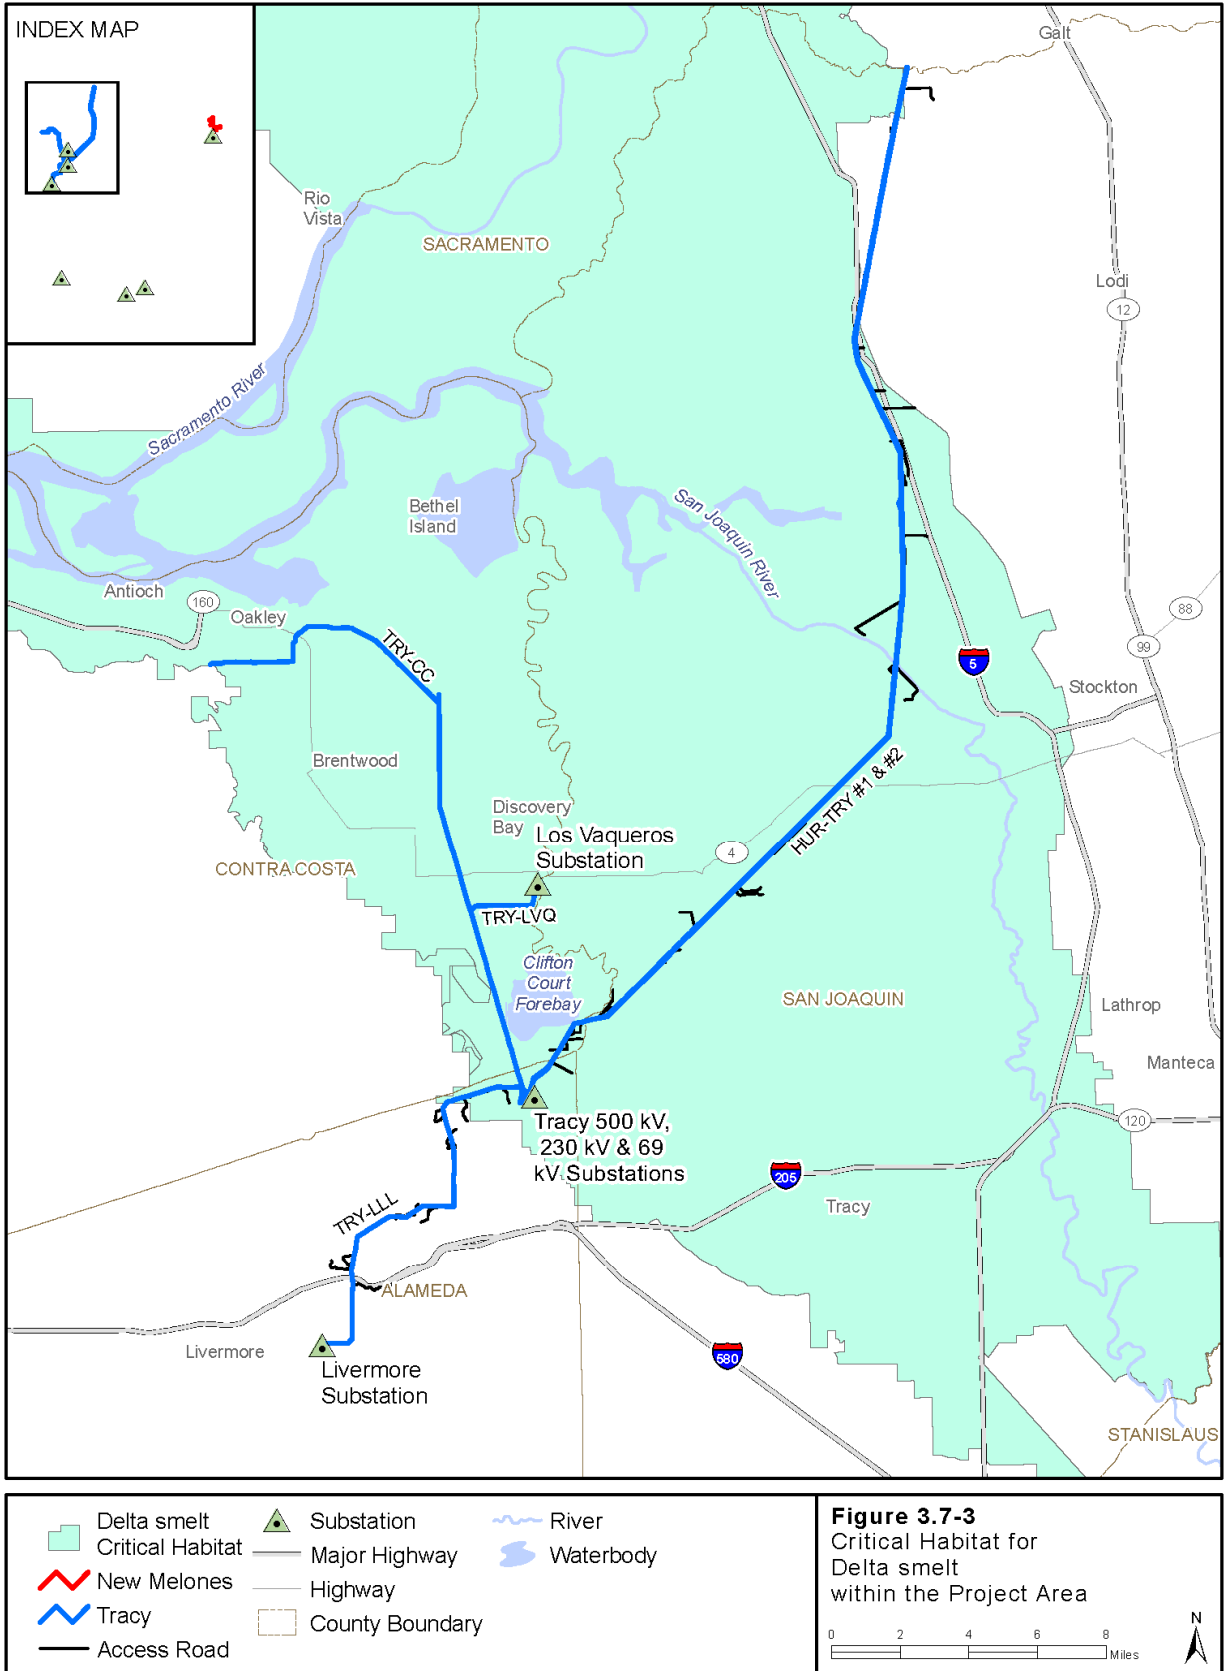 INDEX MAP
Galt
Rio
Vista
SACRAMENTO
Lodi
12
Sacramento River
Bethel
Island
San Joaquin River
Antioch
160
Oakley
88
99
5
TRY-CC
Stockton
Brentwood
HUR-TRY #1 & #2
Discovery
Bay
Los Vaqueros
Substation
4
CONTRA COSTA
TRY-LVQ
Clifton
Court
Forebay
SAN JOAQUIN
Lathrop
Manteca
Tracy 500 kV,
230 kV & 69
kV Substations
120
205
Tracy
TRY-LLL
ALAMEDA
Livermore
580
Livermore
Substation
STANISLAUS
Delta smelt
Critical Habitat
New Melones
Tracy
Access Road
Substation
Major Highway
Highway
County Boundary
River
Waterbody
Figure 3.7-3
Critical Habitat for
Delta smelt
within the Project Area
0 2 4 6 8
Miles
N